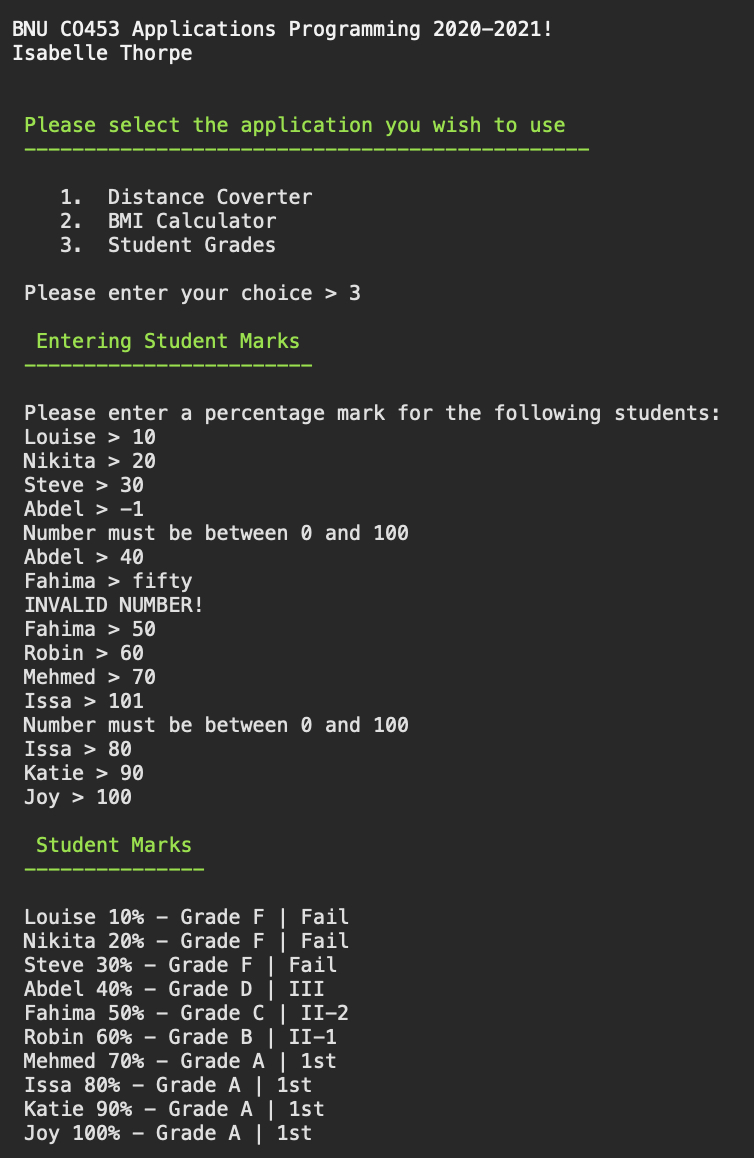 BNU CO453 Applications Programming 2020-2021!
Isabelle Thorpe
Please select the application you wish to use
-----------------------------------------------
1. Distance Coverter
2. BMI Calculator
3. Student Grades
Please enter your choice > 3
Entering Student Marks
------------------------
Please enter a percentage mark for the following students:
Louise > 10
Nikita > 20
Steve > 30
Abdel > -1
Number must be between 0 and 100
Abdel > 40
Fahima > fifty
INVALID NUMBER!
Fahima > 50
Robin > 60
Mehmed > 70
Issa > 101
Number must be between 0 and 100
Issa > 80
Katie > 90
Joy > 100
Student Marks
---------------
Louise 10% - Grade F | Fail
Nikita 20% - Grade F | Fail
Steve 30% - Grade F | Fail
Abdel 40% - Grade D | III
Fahima 50% - Grade C | II-2
Robin 60% - Grade B | II-1
Mehmed 70% - Grade A | 1st
Issa 80% - Grade A | 1st
Katie 90% - Grade A | 1st
Joy 100% - Grade A | 1st